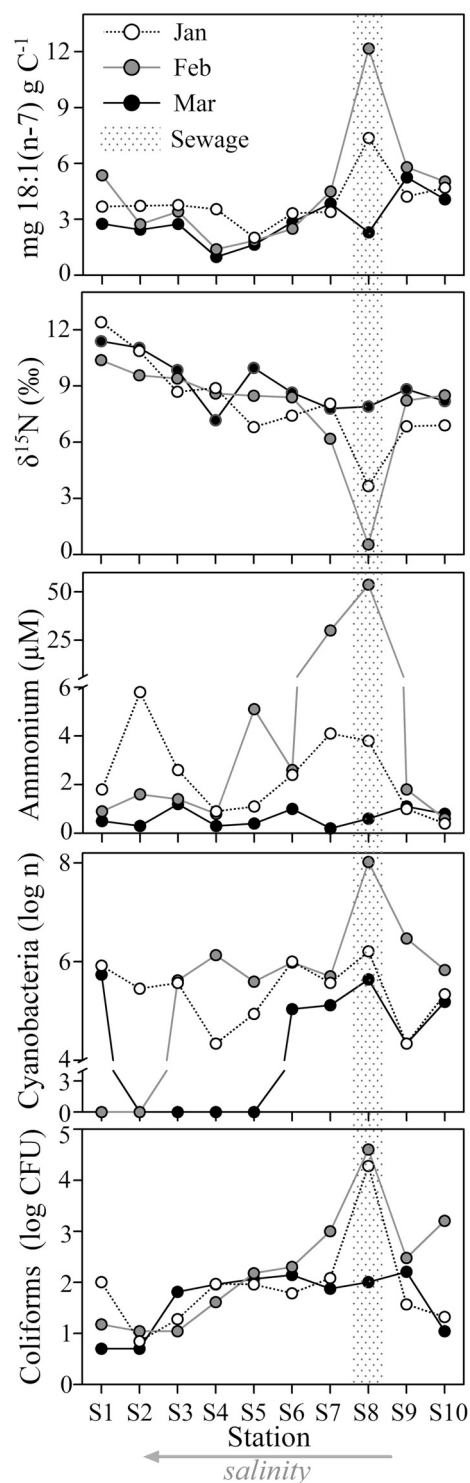 mg 18:1(n-7) g C⁻¹
12
9
6
3
0
Jan
Feb
Mar
Sewage
δ¹⁵N (‰)
12
9
6
3
0
Ammonium (µM)
50
25
6
4
2
0
Cyanobacteria (log n)
8
6
4
3
0
Coliforms (log CFU)
5
4
3
2
1
0
S1 S2 S3 S4 S5 S6 S7 S8 S9 S10
Station
salinity